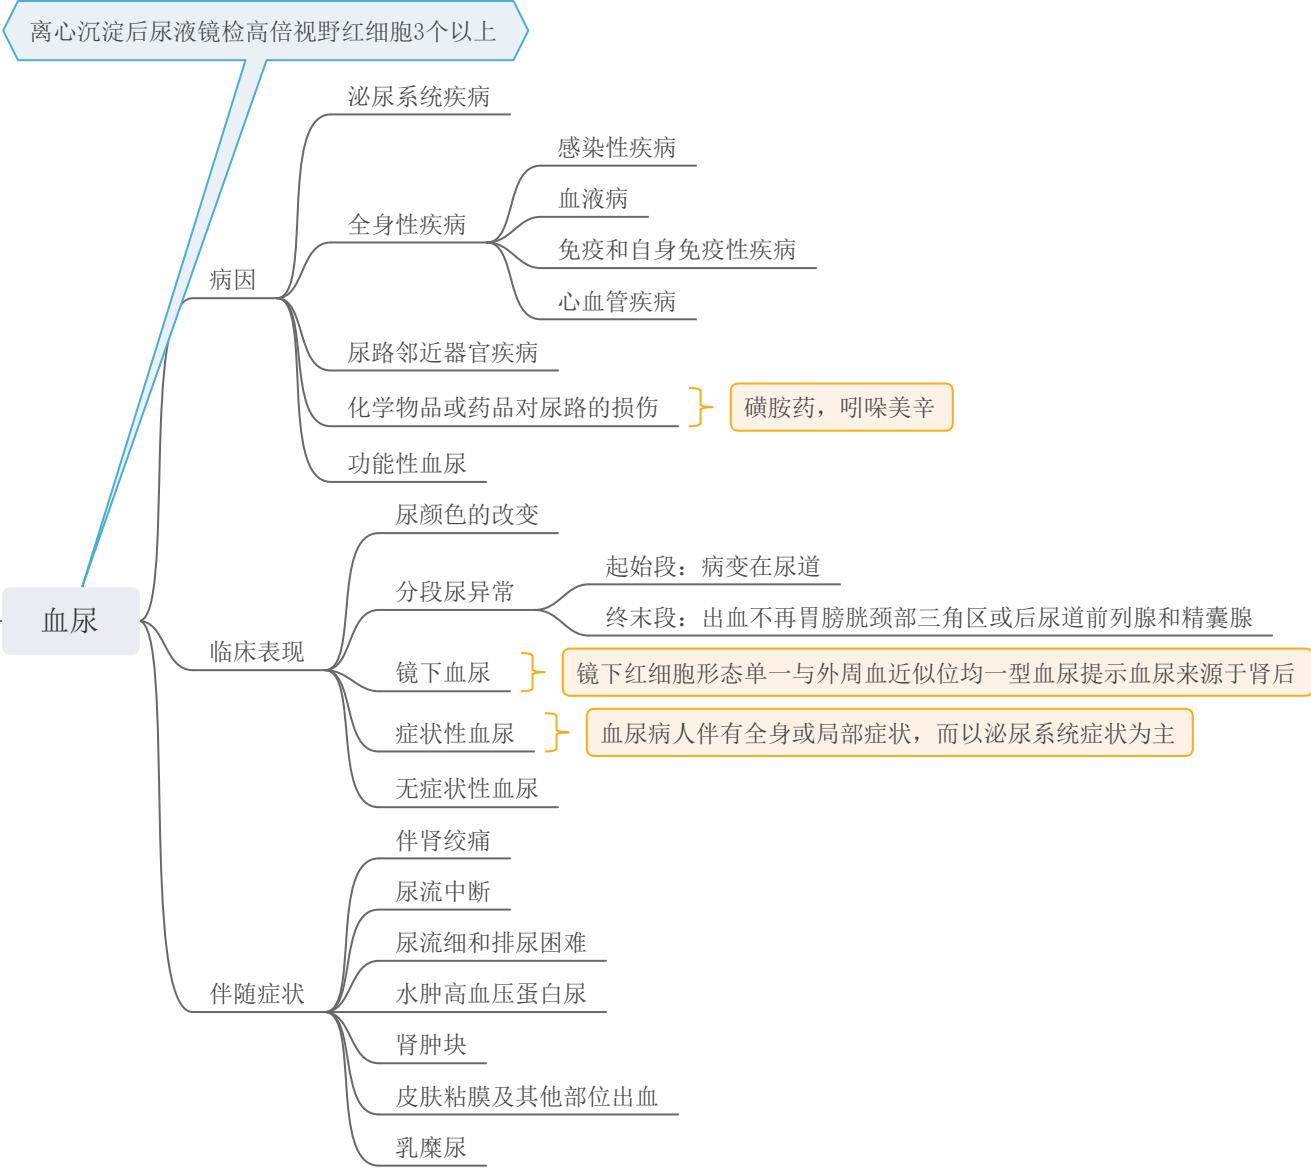 离心沉淀后尿液镜检高倍视野红细胞3个以上
血尿
病因
泌尿系统疾病
全身性疾病
感染性疾病
血液病
免疫和自身免疫性疾病
心血管疾病
尿路邻近器官疾病
化学物品或药品对尿路的损伤
磺胺药，吲哚美辛
功能性血尿
临床表现
尿颜色的改变
分段尿异常
起始段：病变在尿道
终末段：出血不再胃膀胱颈部三角区或后尿道前列腺和精囊腺
镜下血尿
镜下红细胞形态单一与外周血近似位均一型血尿提示血尿来源于肾后
症状性血尿
血尿病人伴有全身或局部症状，而以泌尿系统症状为主
无症状性血尿
伴随症状
伴肾绞痛
尿流中断
尿流细和排尿困难
水肿高血压蛋白尿
肾肿块
皮肤粘膜及其他部位出血
乳糜尿